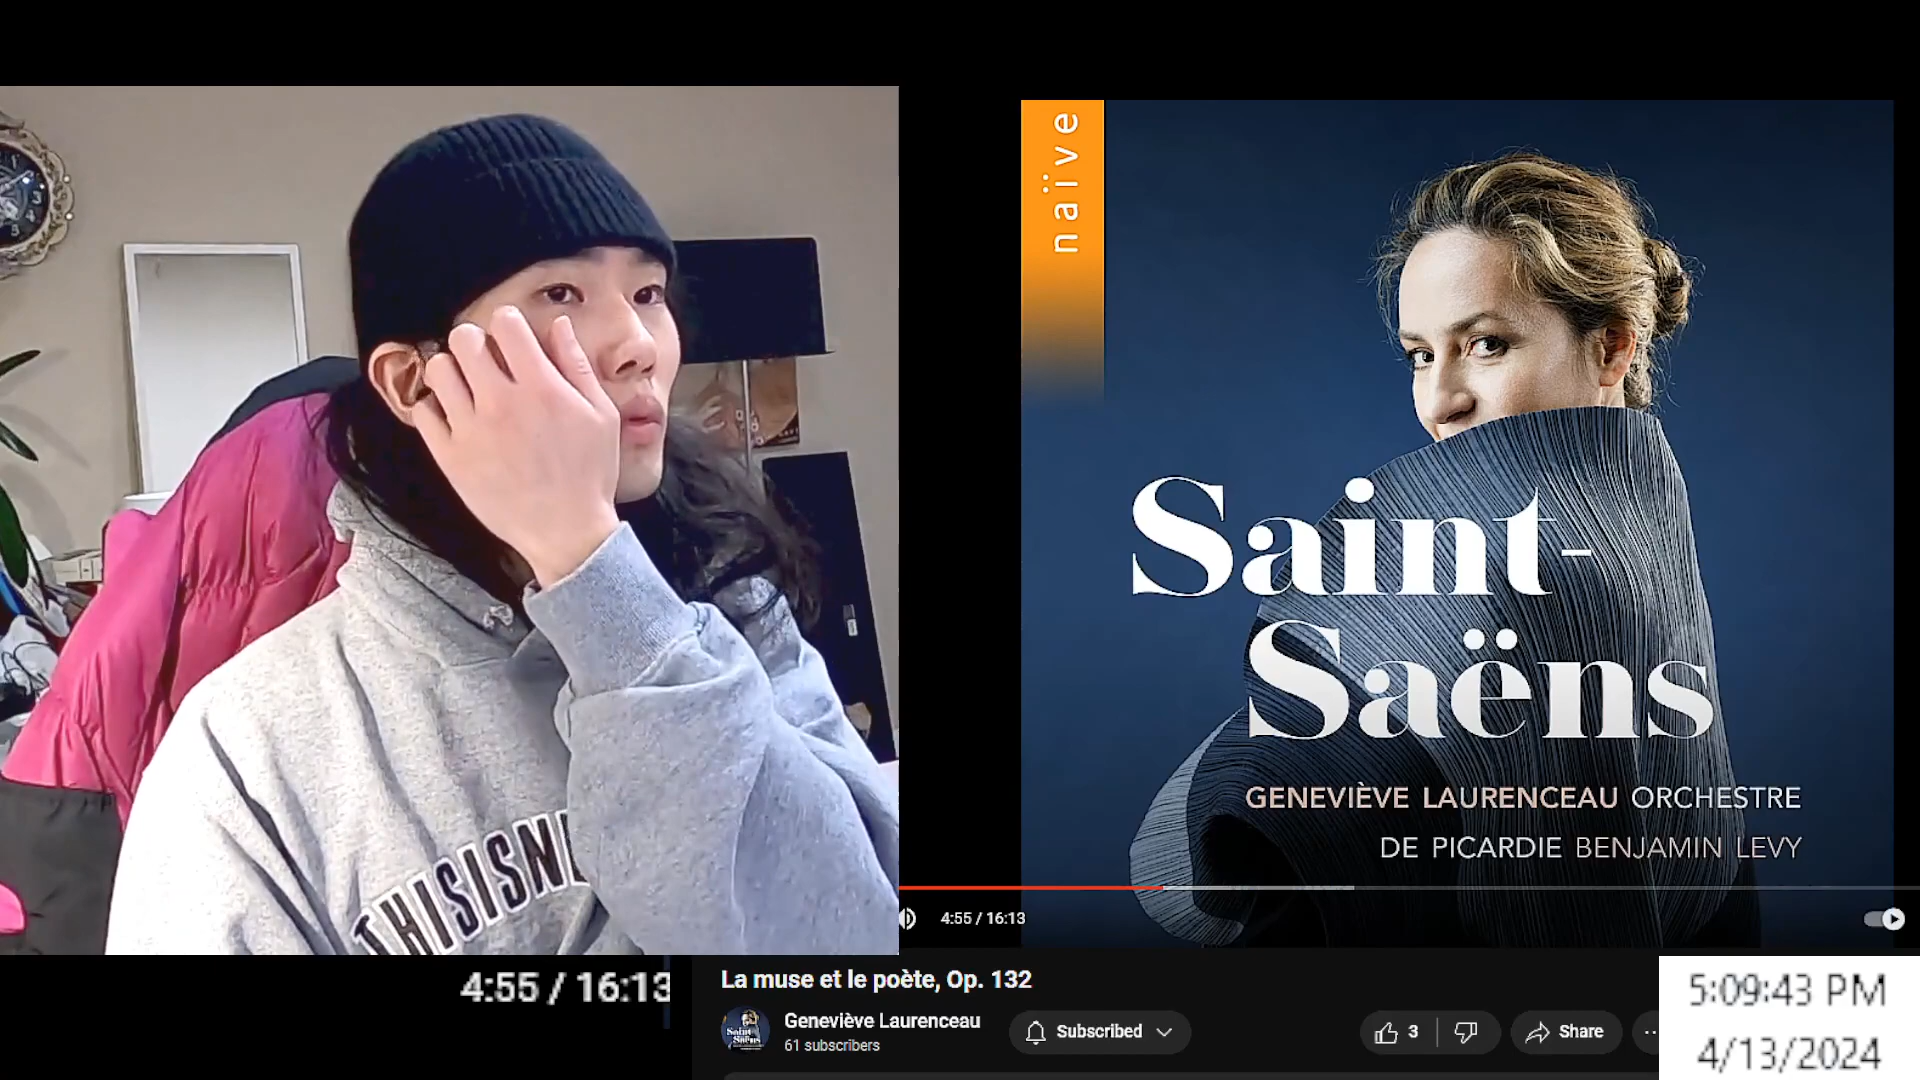 naïve
Saint-
Saëns
GENEVIÈVE LAURENCEAU ORCHESTRE
DE PICARDIE BENJAMIN LEVY
THISISNE
4:55 / 16:13
4:55 / 16:13
La muse et le poète, Op. 132
Geneviève Laurenceau
61 subscribers
Subscribed
3
Share
5:09:43 PM
4/13/2024